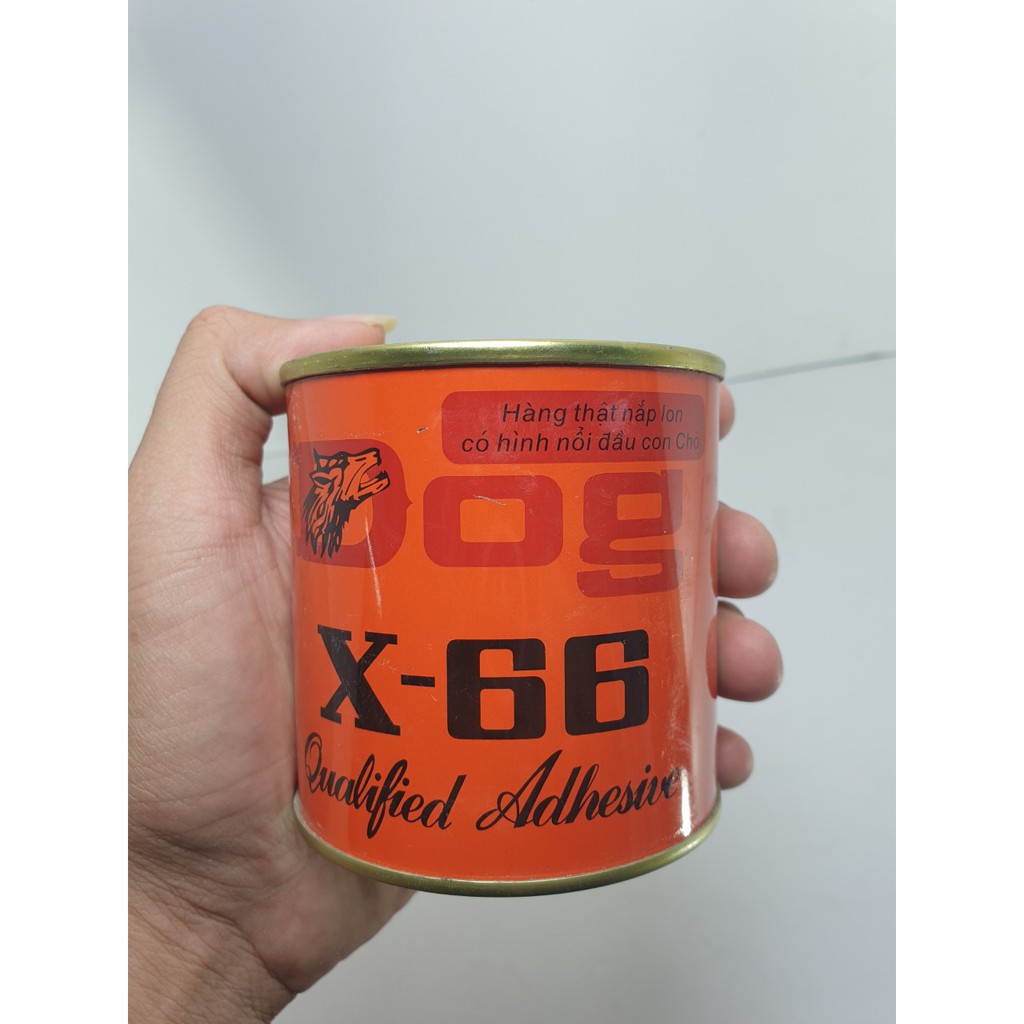 Hàng thật nắp lon
có hình nổi đầu con Chó
Dog
X-66
Qualified Adhesive